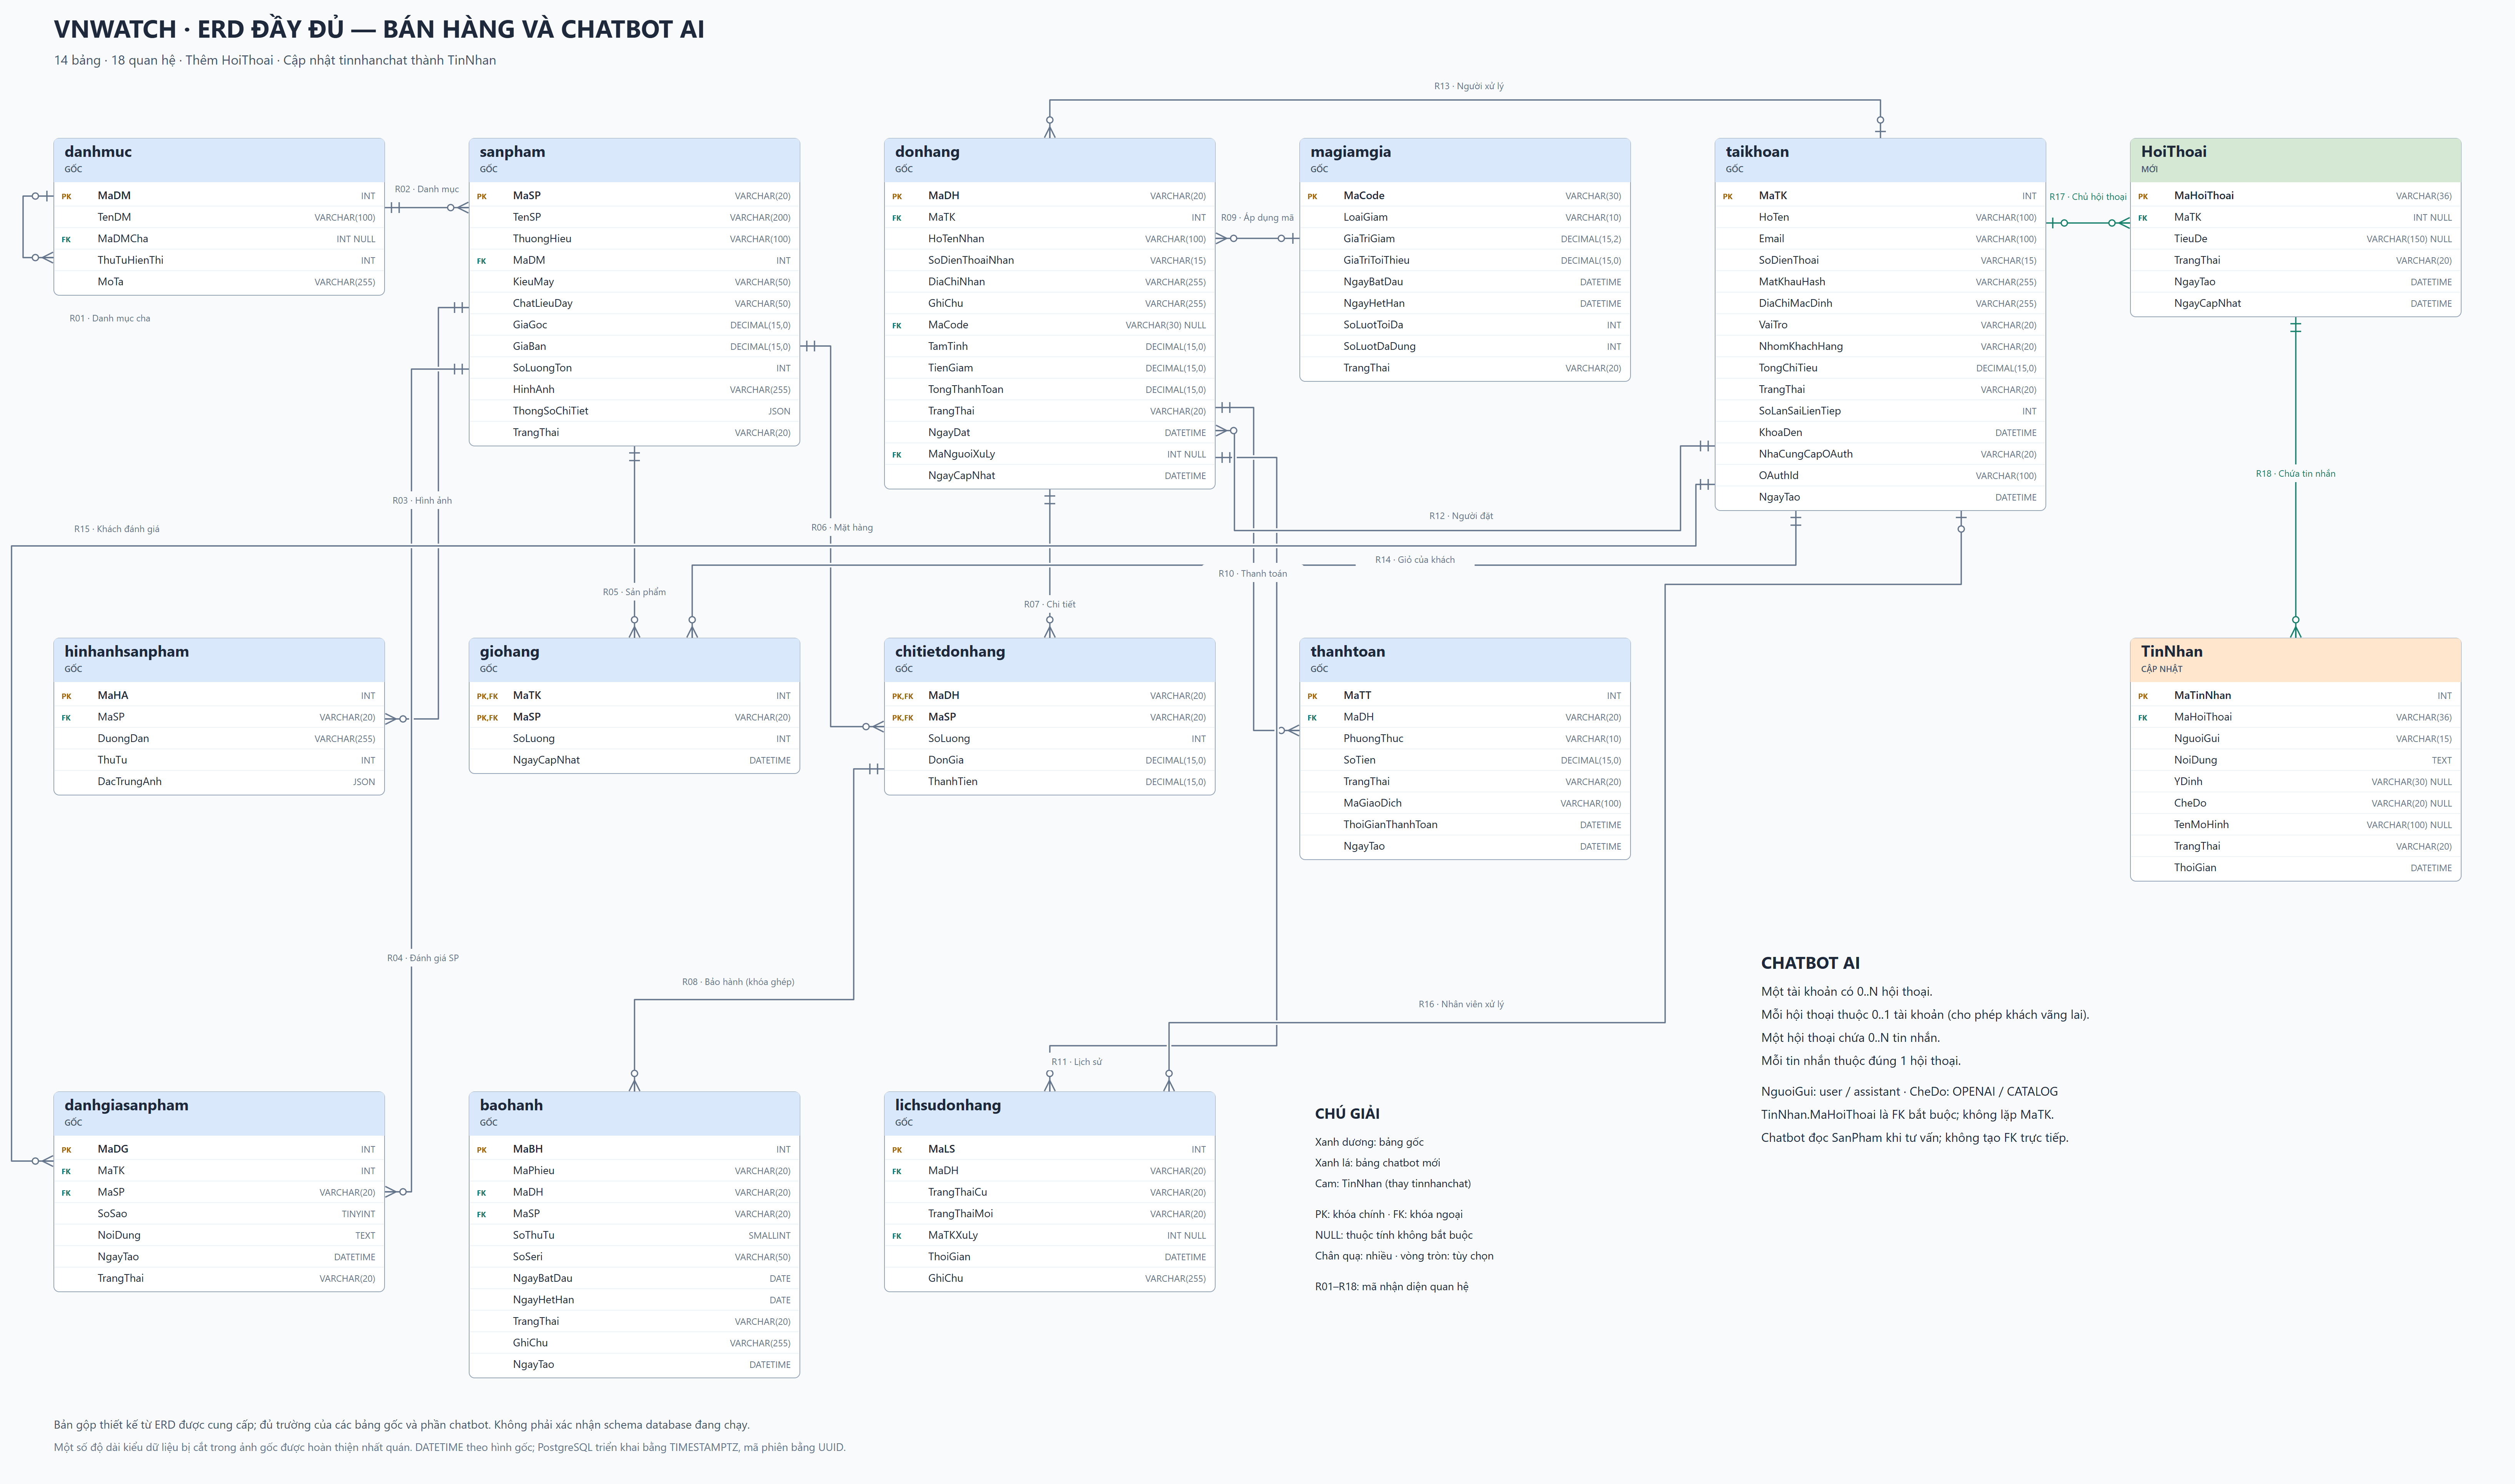 VNWATCH · ERD ĐẦY ĐỦ — BÁN HÀNG VÀ CHATBOT AI
14 bảng · 18 quan hệ · Thêm HoiThoai · Cập nhật tinnhanchat thành TinNhan
R13 · Người xử lý
danhmuc
GỐC
PK MaDM INT
TenDM VARCHAR(100)
FK MaDMCha INT NULL
ThuTuHienThi INT
MoTa VARCHAR(255)
R01 · Danh mục cha
R02 · Danh mục
sanpham
GỐC
PK MaSP VARCHAR(20)
TenSP VARCHAR(200)
ThuongHieu VARCHAR(100)
FK MaDM INT
KieuMay VARCHAR(50)
ChatLieuDay VARCHAR(50)
GiaGoc DECIMAL(15,0)
GiaBan DECIMAL(15,0)
SoLuongTon INT
HinhAnh VARCHAR(255)
ThongSoChiTiet JSON
TrangThai VARCHAR(20)
donhang
GỐC
PK MaDH VARCHAR(20)
FK MaTK INT
HoTenNhan VARCHAR(100)
SoDienThoaiNhan VARCHAR(15)
DiaChiNhan VARCHAR(255)
GhiChu VARCHAR(255)
FK MaCode VARCHAR(30) NULL
TamTinh DECIMAL(15,0)
TienGiam DECIMAL(15,0)
TongThanhToan DECIMAL(15,0)
TrangThai VARCHAR(20)
NgayDat DATETIME
FK MaNguoiXuLy INT NULL
NgayCapNhat DATETIME
R09 · Áp dụng mã
magiamgia
GỐC
PK MaCode VARCHAR(30)
LoaiGiam VARCHAR(10)
GiaTriGiam DECIMAL(15,2)
GiaTriToiThieu DECIMAL(15,0)
NgayBatDau DATETIME
NgayHetHan DATETIME
SoLuotToiDa INT
SoLuotDaDung INT
TrangThai VARCHAR(20)
taikhoan
GỐC
PK MaTK INT
HoTen VARCHAR(100)
Email VARCHAR(100)
SoDienThoai VARCHAR(15)
MatKhauHash VARCHAR(255)
DiaChiMacDinh VARCHAR(255)
VaiTro VARCHAR(20)
NhomKhachHang VARCHAR(20)
TongChiTieu DECIMAL(15,0)
TrangThai VARCHAR(20)
SoLanSaiLienTiep INT
KhoaDen DATETIME
NhaCungCapOAuth VARCHAR(20)
OAuthId VARCHAR(100)
NgayTao DATETIME
R17 · Chủ hội thoại
HoiThoai
MỚI
PK MaHoiThoai VARCHAR(36)
FK MaTK INT NULL
TieuDe VARCHAR(150) NULL
TrangThai VARCHAR(20)
NgayTao DATETIME
NgayCapNhat DATETIME
R18 · Chứa tin nhắn
R03 · Hình ảnh
R15 · Khách đánh giá
R06 · Mặt hàng
R12 · Người đặt
R14 · Giỏ của khách
R10 · Thanh toán
R05 · Sản phẩm
R07 · Chi tiết
hinhanhsanpham
GỐC
PK MaHA INT
FK MaSP VARCHAR(20)
DuongDan VARCHAR(255)
ThuTu INT
DacTrungAnh JSON
giohang
GỐC
PK,FK MaTK INT
PK,FK MaSP VARCHAR(20)
SoLuong INT
NgayCapNhat DATETIME
chitietdonhang
GỐC
PK,FK MaDH VARCHAR(20)
PK,FK MaSP VARCHAR(20)
SoLuong INT
DonGia DECIMAL(15,0)
ThanhTien DECIMAL(15,0)
thanhtoan
GỐC
PK MaTT INT
FK MaDH VARCHAR(20)
PhuongThuc VARCHAR(10)
SoTien DECIMAL(15,0)
TrangThai VARCHAR(20)
MaGiaoDich VARCHAR(100)
ThoiGianThanhToan DATETIME
NgayTao DATETIME
TinNhan
CẬP NHẬT
PK MaTinNhan INT
FK MaHoiThoai VARCHAR(36)
NguoiGui VARCHAR(15)
NoiDung TEXT
YDinh VARCHAR(30) NULL
CheDo VARCHAR(20) NULL
TenMoHinh VARCHAR(100) NULL
TrangThai VARCHAR(20)
ThoiGian DATETIME
R04 · Đánh giá SP
R08 · Bảo hành (khóa ghép)
R16 · Nhân viên xử lý
R11 · Lịch sử
danhgiasanpham
GỐC
PK MaDG INT
FK MaTK INT
FK MaSP VARCHAR(20)
SoSao TINYINT
NoiDung TEXT
NgayTao DATETIME
TrangThai VARCHAR(20)
baohanh
GỐC
PK MaBH INT
MaPhieu VARCHAR(20)
FK MaDH VARCHAR(20)
FK MaSP VARCHAR(20)
SoThuTu SMALLINT
SoSeri VARCHAR(50)
NgayBatDau DATE
NgayHetHan DATE
TrangThai VARCHAR(20)
GhiChu VARCHAR(255)
NgayTao DATETIME
lichsudonhang
GỐC
PK MaLS INT
FK MaDH VARCHAR(20)
TrangThaiCu VARCHAR(20)
TrangThaiMoi VARCHAR(20)
FK MaTKXuLy INT NULL
ThoiGian DATETIME
GhiChu VARCHAR(255)
CHÚ GIẢI
Xanh dương: bảng gốc
Xanh lá: bảng chatbot mới
Cam: TinNhan (thay tinnhanchat)
PK: khóa chính · FK: khóa ngoại
NULL: thuộc tính không bắt buộc
Chân quạ: nhiều · vòng tròn: tùy chọn
R01–R18: mã nhận diện quan hệ
CHATBOT AI
Một tài khoản có 0..N hội thoại.
Mỗi hội thoại thuộc 0..1 tài khoản (cho phép khách vãng lai).
Một hội thoại chứa 0..N tin nhắn.
Mỗi tin nhắn thuộc đúng 1 hội thoại.
NguoiGui: user / assistant · CheDo: OPENAI / CATALOG
TinNhan.MaHoiThoai là FK bắt buộc; không lặp MaTK.
Chatbot đọc SanPham khi tư vấn; không tạo FK trực tiếp.
Bản gộp thiết kế từ ERD được cung cấp; đủ trường của các bảng gốc và phần chatbot. Không phải xác nhận schema database đang chạy.
Một số độ dài kiểu dữ liệu bị cắt trong ảnh gốc được hoàn thiện nhất quán. DATETIME theo hình gốc; PostgreSQL triển khai bằng TIMESTAMPTZ, mã phiên bằng UUID.